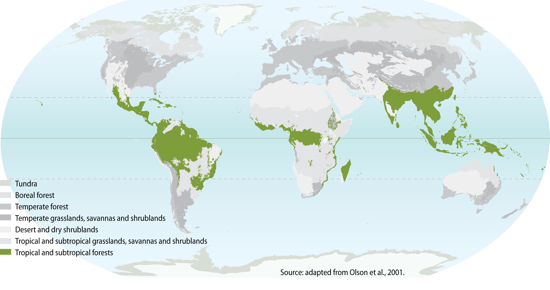 Tundra
Boreal forest
Temperate forest
Temperate grasslands, savannas and shrublands
Desert and dry shrublands
Tropical and subtropical grasslands, savannas and shrublands
Tropical and subtropical forests
Source: adapted from Olson et al., 2001.